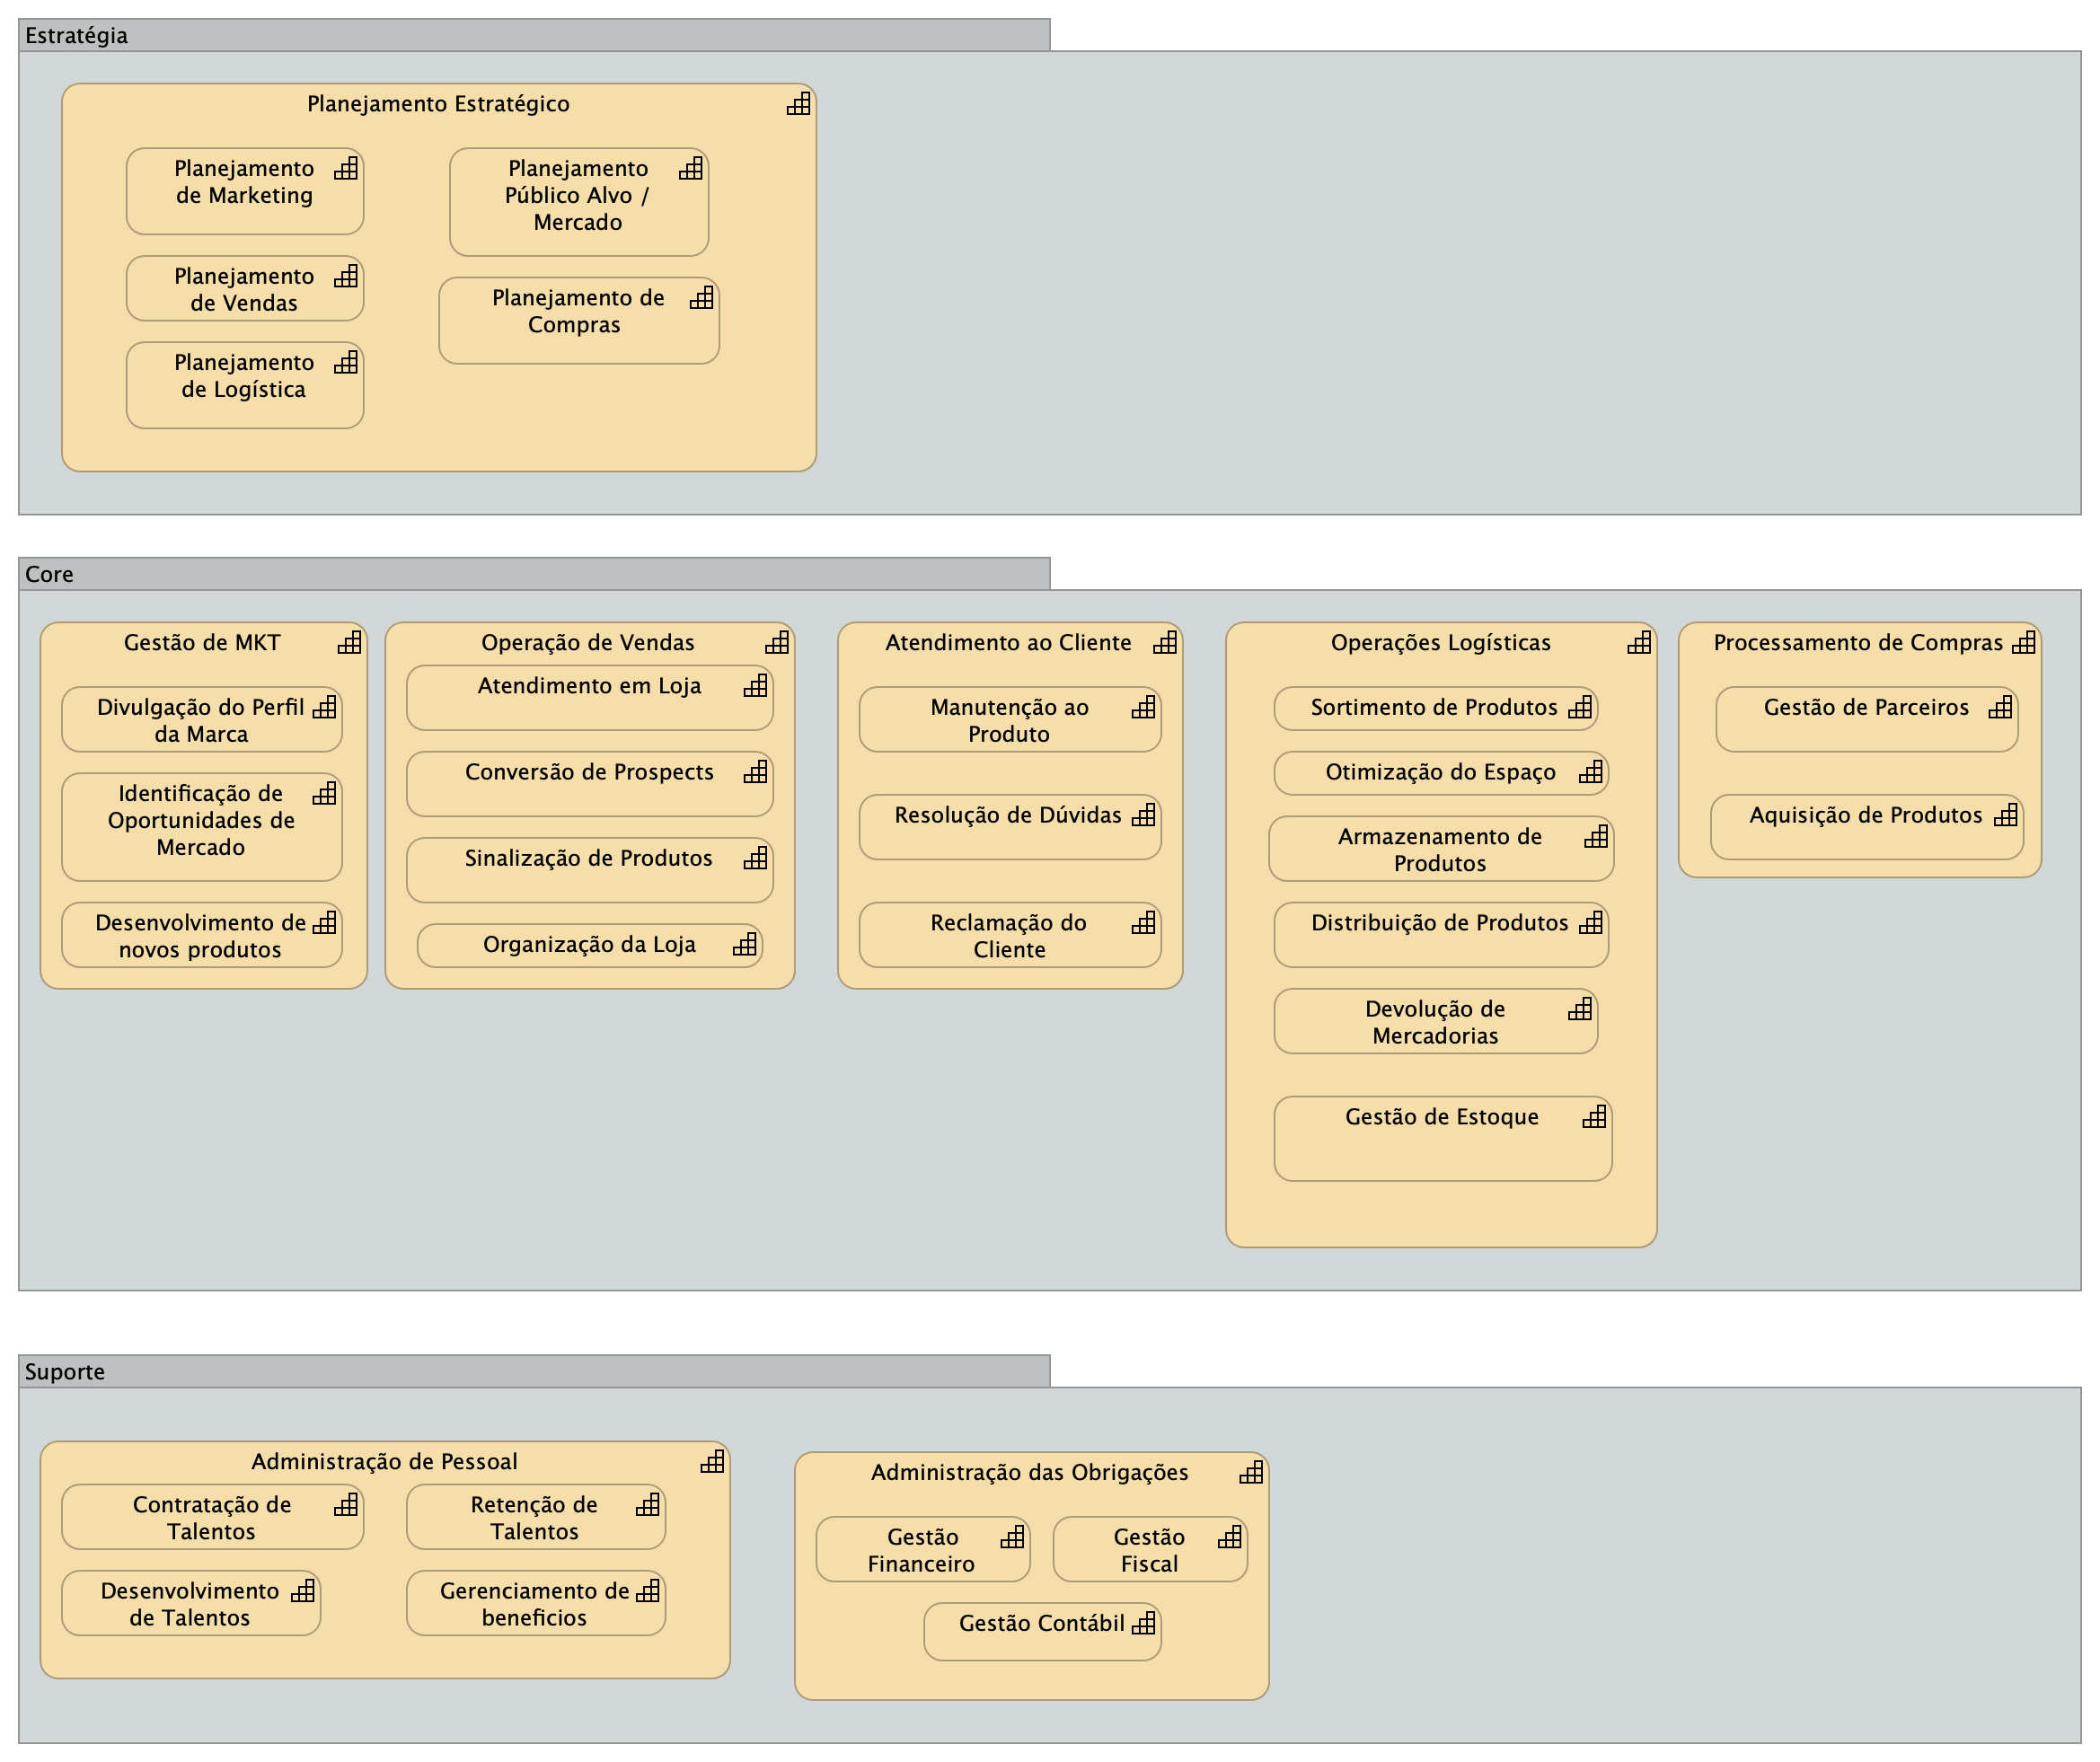 Estratégia
Planejamento Estratégico
Planejamento
de Marketing
Planejamento
de Vendas
Planejamento
de Logística
Planejamento
Público Alvo /
Mercado
Planejamento de
Compras
Core
Gestão de MKT
Divulgação do Perfil
da Marca
Identificação de
Oportunidades de
Mercado
Desenvolvimento de
novos produtos
Operação de Vendas
Atendimento em Loja
Conversão de Prospects
Sinalização de Produtos
Organização da Loja
Atendimento ao Cliente
Manutenção ao
Produto
Resolução de Dúvidas
Reclamação do
Cliente
Operações Logísticas
Sortimento de Produtos
Otimização do Espaço
Armazenamento de
Produtos
Distribuição de Produtos
Devolução de
Mercadorias
Gestão de Estoque
Processamento de Compras
Gestão de Parceiros
Aquisição de Produtos
Suporte
Administração de Pessoal
Contratação de
Talentos
Retenção de
Talentos
Desenvolvimento
de Talentos
Gerenciamento de
beneficios
Administração das Obrigações
Gestão
Financeiro
Gestão
Fiscal
Gestão Contábil